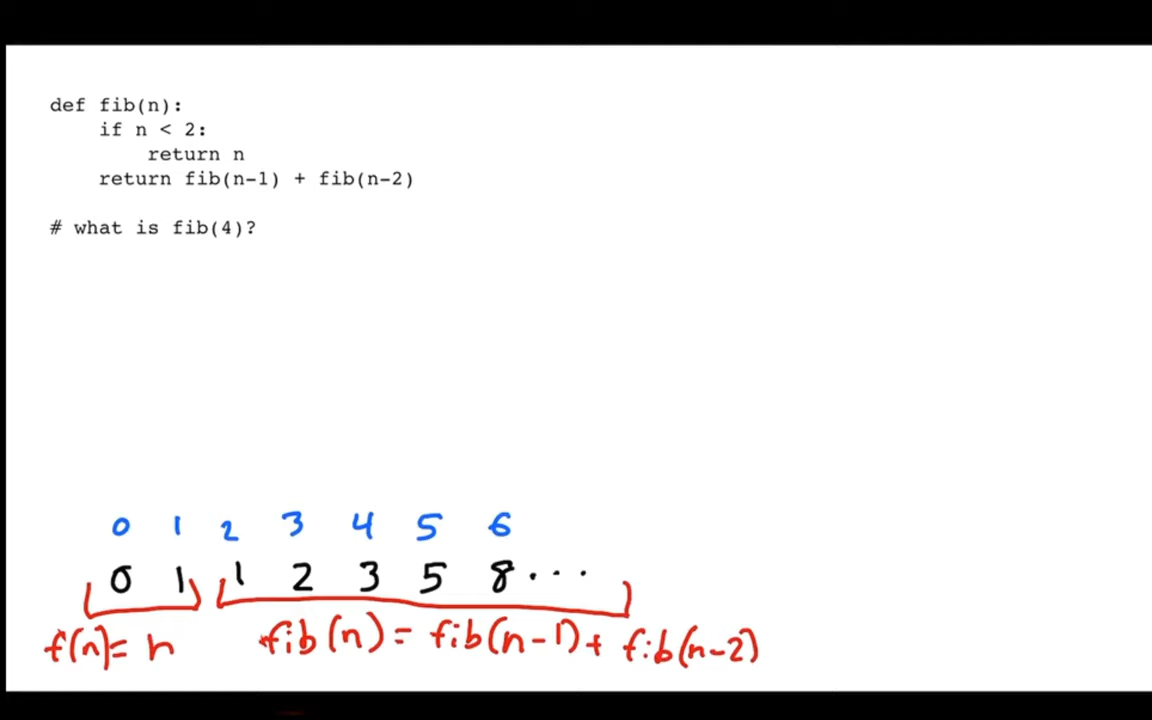 def fib(n):
    if n < 2:
        return n
    return fib(n-1) + fib(n-2)
# what is fib(4)?
0 1 2 3 4 5 6
0 1 1 2 3 5 8 ...
f(n)= n fib(n) = fib(n-1) + fib(n-2)